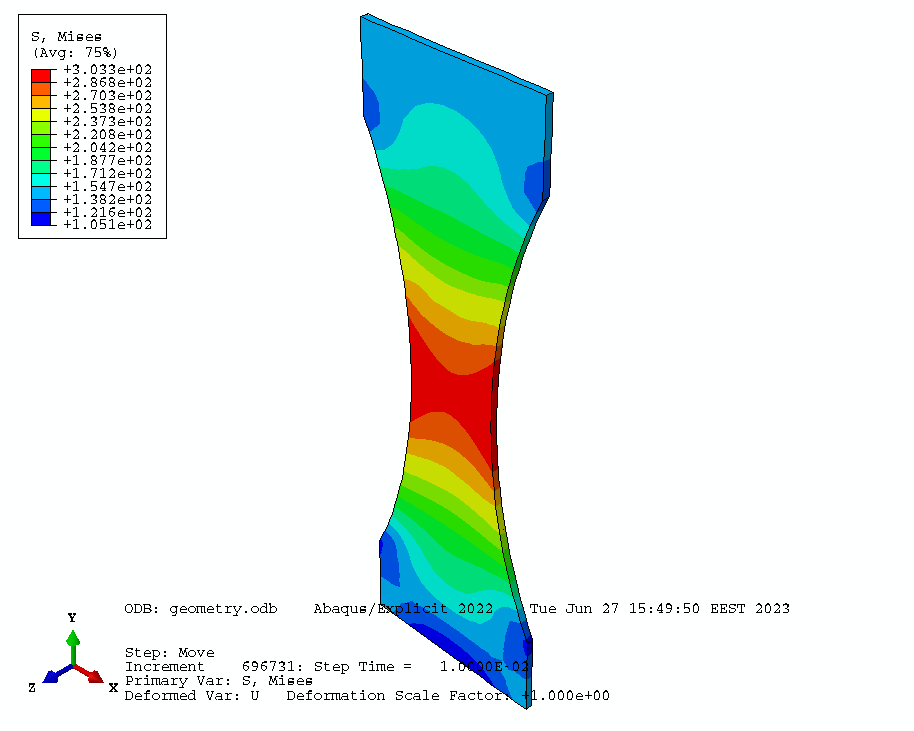 S, Mises
(Avg: 75%)
+3.033e+02
+2.868e+02
+2.703e+02
+2.538e+02
+2.373e+02
+2.208e+02
+2.042e+02
+1.877e+02
+1.712e+02
+1.547e+02
+1.382e+02
+1.216e+02
+1.051e+02
ODB: geometry.odb Abaqus/Explicit 2022 Tue Jun 27 15:49:50 EEST 2023
Y
Z
X
Step: Move
Increment 696731: Step Time = 1.0000E-02
Primary Var: S, Mises
Deformed Var: U Deformation Scale Factor: +1.000e+00